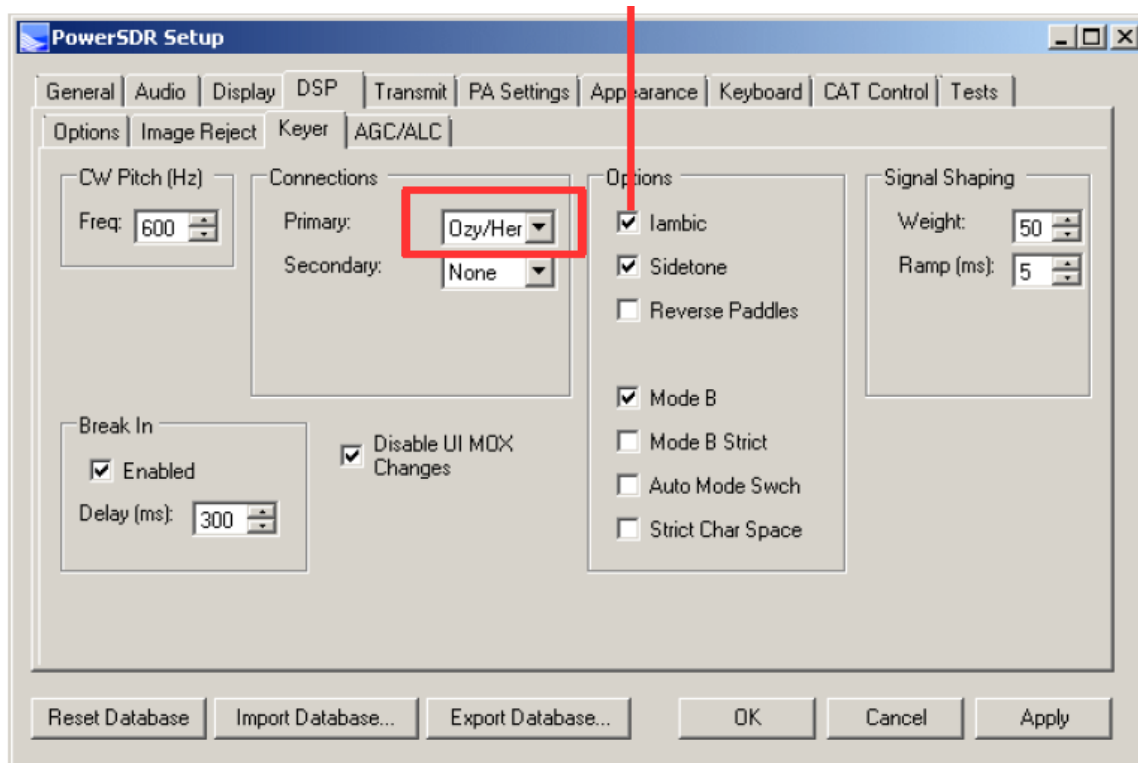 PowerSDR Setup
General Audio Display DSP Transmit PA Settings Appearance Keyboard CAT Control Tests
Options Image Reject Keyer AGC/ALC
CW Pitch (Hz)
Freq: 600
Connections
Primary: Ozy/Her
Secondary: None
Options
Iambic
Sidetone
Reverse Paddles
Mode B
Mode B Strict
Auto Mode Swch
Strict Char Space
Signal Shaping
Weight: 50
Ramp (ms): 5
Break In
Enabled
Delay (ms): 300
Disable UI MOX
Changes
Reset Database Import Database... Export Database... OK Cancel Apply